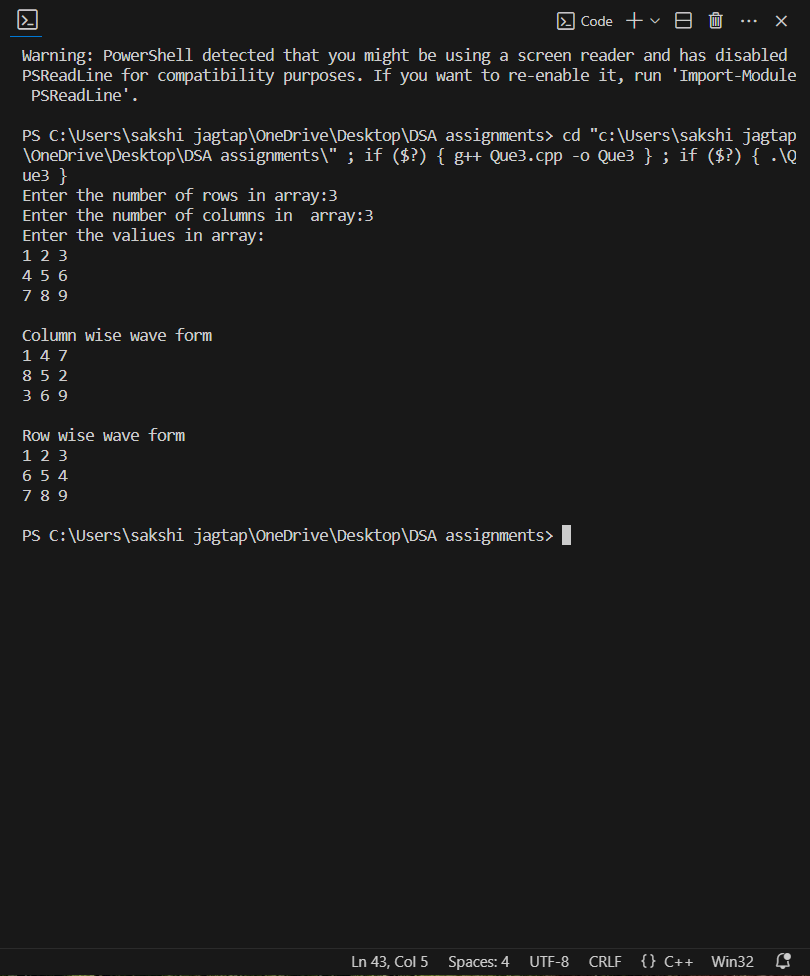 Code
Warning: PowerShell detected that you might be using a screen reader and has disabled
PSReadLine for compatibility purposes. If you want to re-enable it, run 'Import-Module
 PSReadLine'.
PS C:\Users\sakshi jagtap\OneDrive\Desktop\DSA assignments> cd "c:\Users\sakshi jagtap
\OneDrive\Desktop\DSA assignments\" ; if ($?) { g++ Que3.cpp -o Que3 } ; if ($?) { .\Q
ue3 }
Enter the number of rows in array:3
Enter the number of columns in  array:3
Enter the valiues in array:
1 2 3
4 5 6
7 8 9
Column wise wave form
1 4 7
8 5 2
3 6 9
Row wise wave form
1 2 3
6 5 4
7 8 9
PS C:\Users\sakshi jagtap\OneDrive\Desktop\DSA assignments>
Ln 43, Col 5 Spaces: 4 UTF-8 CRLF {} C++ Win32